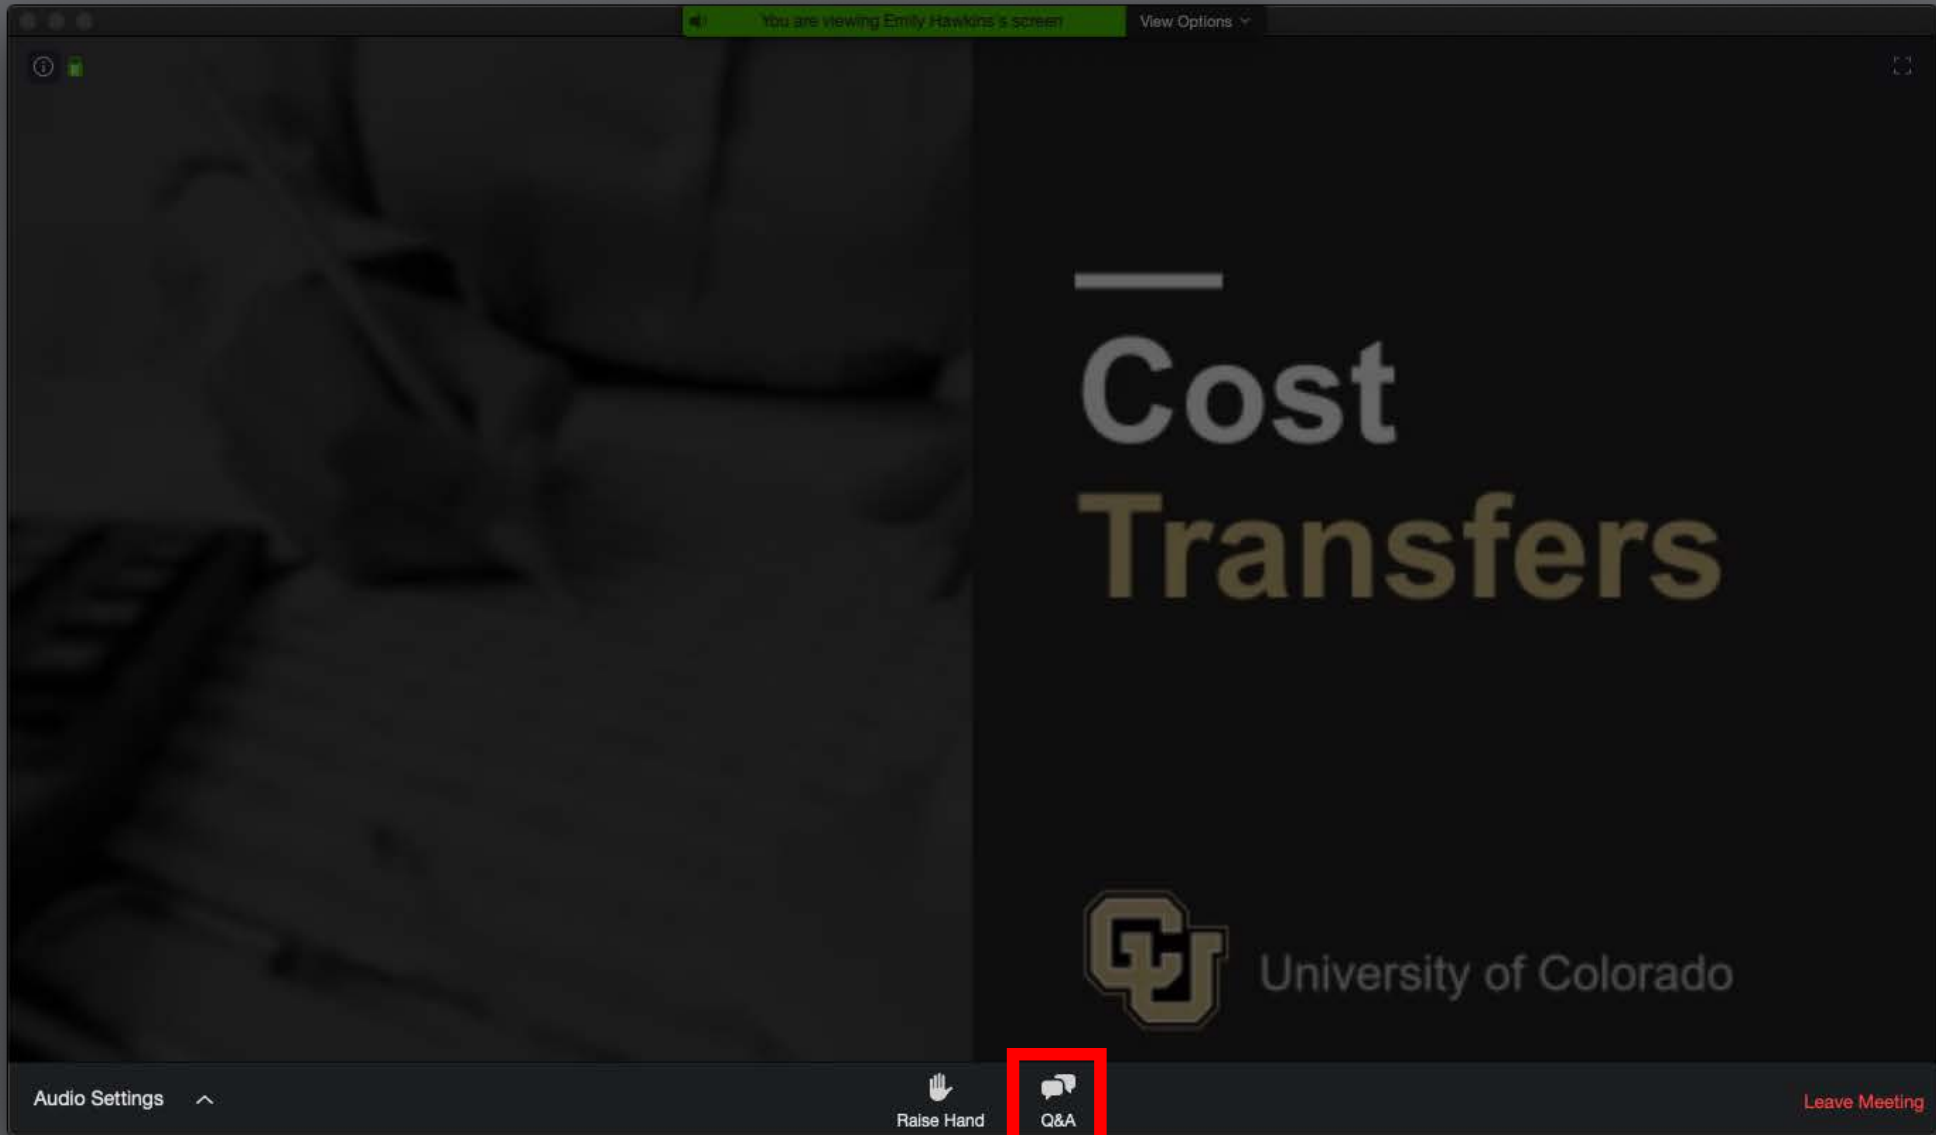 You are viewing Emily Hawkins's screen
View Options
Cost
Transfers
CU
University of Colorado
Audio Settings
Raise Hand
Q&A
Leave Meeting